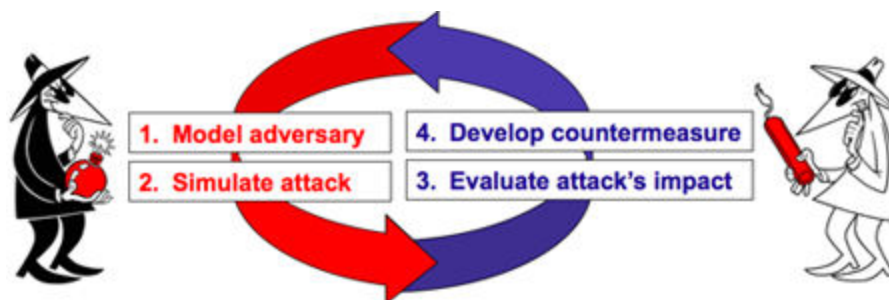 1. Model adversary
2. Simulate attack
4. Develop countermeasure
3. Evaluate attack's impact